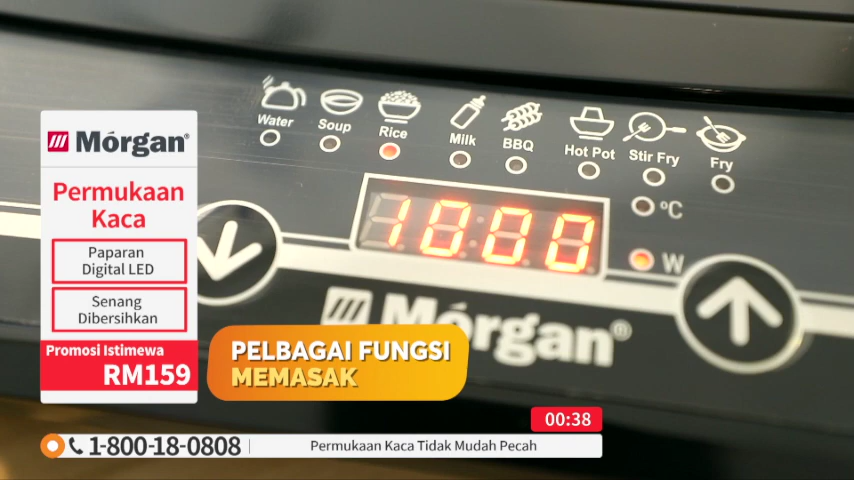 Water
Soup
Rice
Milk
BBQ
Hot Pot
Stir Fry
Fry
°C
1000
W
Mórgan®
Mórgan®
Permukaan
Kaca
Paparan
Digital LED
Senang
Dibersihkan
Promosi Istimewa
RM159
PELBAGAI FUNGSI
MEMASAK
00:38
1-800-18-0808
Permukaan Kaca Tidak Mudah Pecah